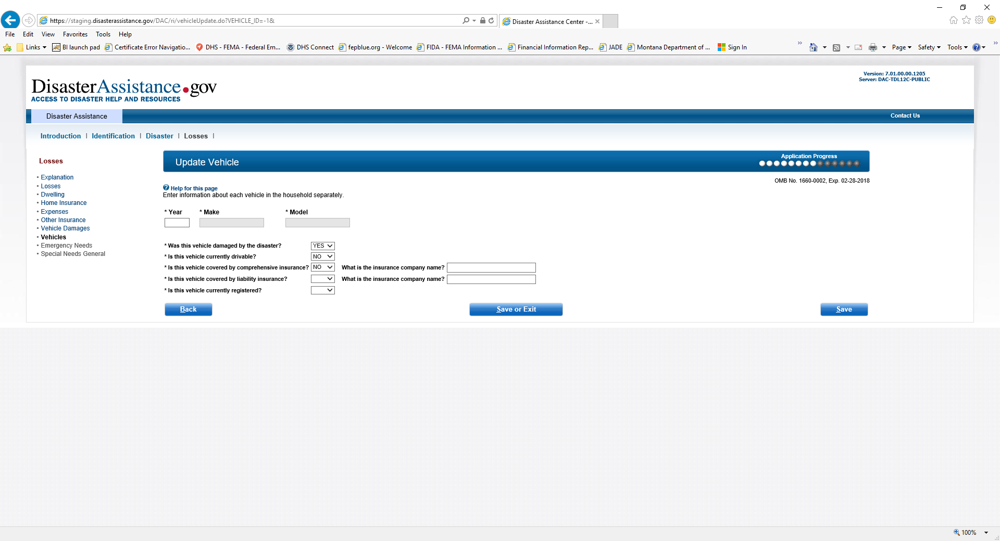 https://staging.disasterassistance.gov/DAC/ri/vehicleUpdate.do?VEHICLE_ID=-1&
Disaster Assistance Center -...
File Edit View Favorites Tools Help
Links BI launch pad Certificate Error Navigatio... DHS - FEMA - Federal Em... DHS Connect fepblue.org - Welcome FIDA - FEMA Information ... Financial Information Rep... JADE Montana Department of ... Sign In » Page Safety Tools »
Version: 7.01.00.00.1205
Server: DAC-TDL12C-PUBLIC
DisasterAssistance.gov
ACCESS TO DISASTER HELP AND RESOURCES
Disaster Assistance Contact Us
Introduction | Identification | Disaster | Losses |
Losses
• Explanation
• Losses
• Dwelling
• Home Insurance
• Expenses
• Other Insurance
• Vehicle Damages
• Vehicles
• Emergency Needs
• Special Needs General
Update Vehicle
Application Progress
OMB No. 1660-0002, Exp. 02-28-2018
Help for this page
Enter information about each vehicle in the household separately.
* Year * Make * Model
* Was this vehicle damaged by the disaster? YES
* Is this vehicle currently drivable? NO
* Is this vehicle covered by comprehensive insurance? NO What is the insurance company name?
* Is this vehicle covered by liability insurance? What is the insurance company name?
* Is this vehicle currently registered?
Back Save or Exit Save
100%